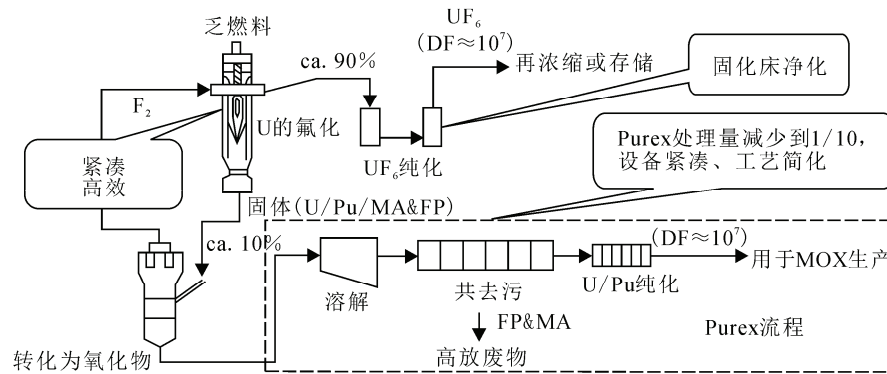 乏燃料
ca. 90%
UF₆
(DF≈10⁷)
再浓缩或存储
固化床净化
F₂
U的氟化
UF₆纯化
Purex处理量减少到1/10,
设备紧凑、工艺简化
紧凑
高效
固体(U/Pu/MA&FP)
ca. 10%
(DF≈10⁷)
用于MOX生产
溶解
共去污
U/Pu纯化
FP&MA
Purex流程
转化为氧化物
高放废物